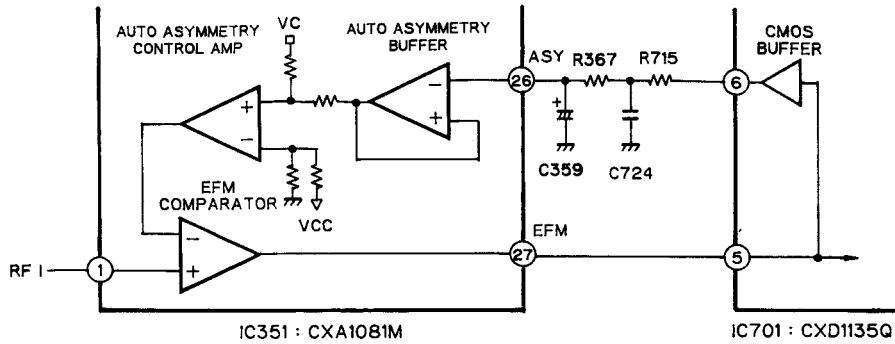 AUTO ASYMMETRY
CONTROL AMP
VC
AUTO ASYMMETRY
BUFFER
ASY
R367
R715
CMOS
BUFFER
26
6
+
-
-
+
+
C359
C724
EFM
COMPARATOR
VCC
-
+
EFM
RF I
1
27
5
IC351 : CXA1081M
IC701 : CXD1135Q